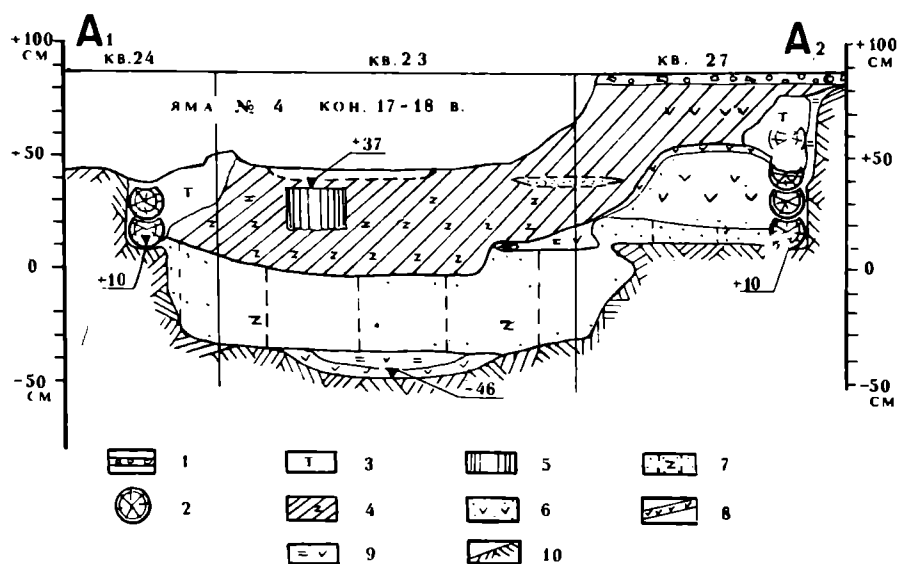 A₁ A₂
+100 СМ +100 СМ
КВ. 24 КВ. 23 КВ. 27
ЯМА № 4 КОН. 17-18 В.
Т
+50 +37 +50
Т
z z
z z z
z z z z
0 0
+10 +10
z z
-46
-50 СМ -50 СМ
1 3 Т 5 7 z
2 4 z 6 8
9 10